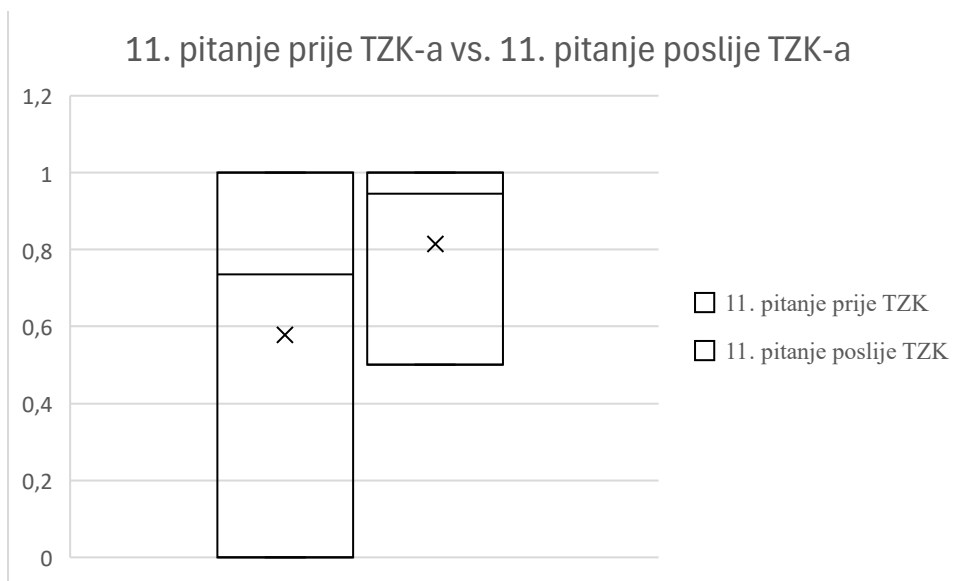 11. pitanje prije TZK-a vs. 11. pitanje poslije TZK-a
1,2
1
0,8
0,6
0,4
0,2
0
11. pitanje prije TZK
11. pitanje poslije TZK